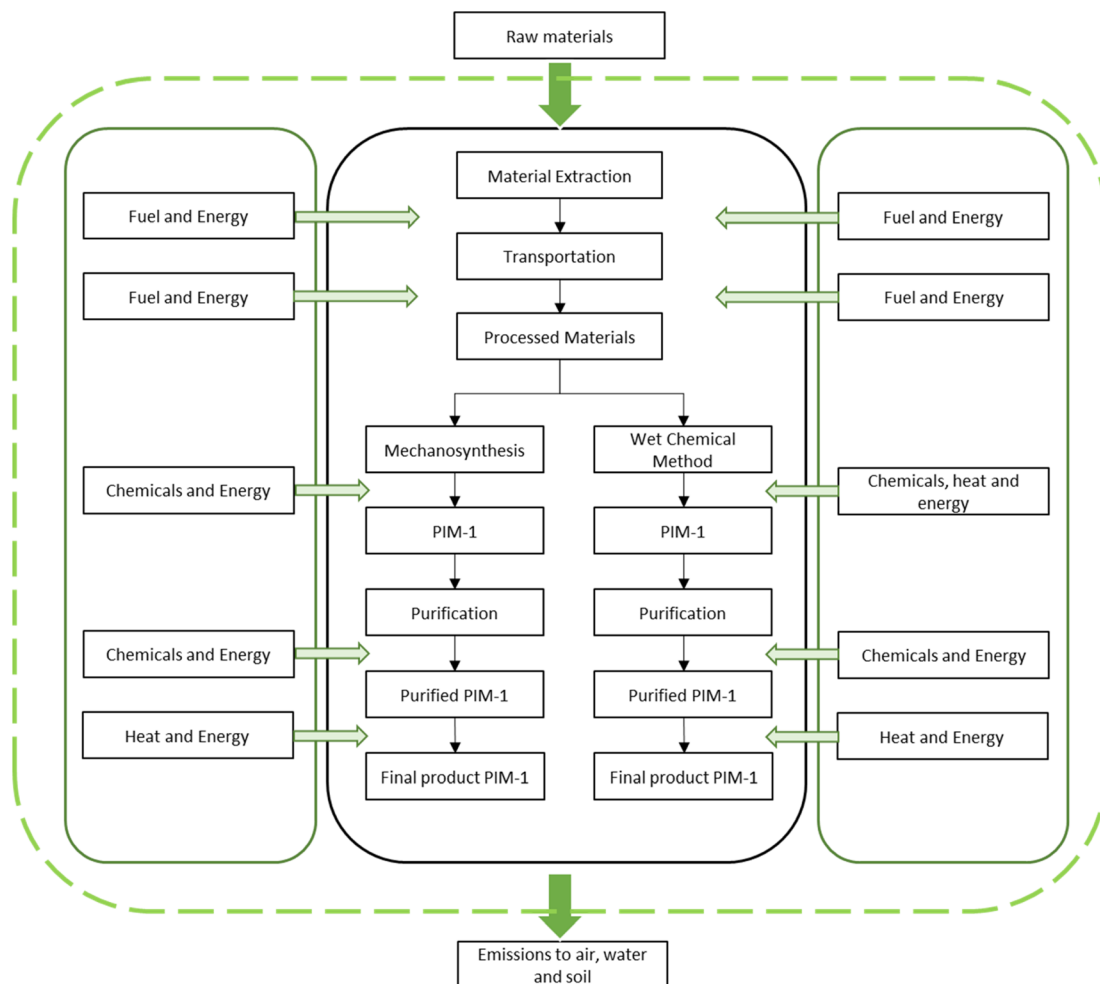 Raw materials
Material Extraction
Fuel and Energy
Fuel and Energy
Transportation
Fuel and Energy
Fuel and Energy
Processed Materials
Mechanosynthesis
Wet Chemical
Method
Chemicals and Energy
Chemicals, heat and
energy
PIM-1
PIM-1
Purification
Purification
Chemicals and Energy
Chemicals and Energy
Purified PIM-1
Purified PIM-1
Heat and Energy
Heat and Energy
Final product PIM-1
Final product PIM-1
Emissions to air, water
and soil